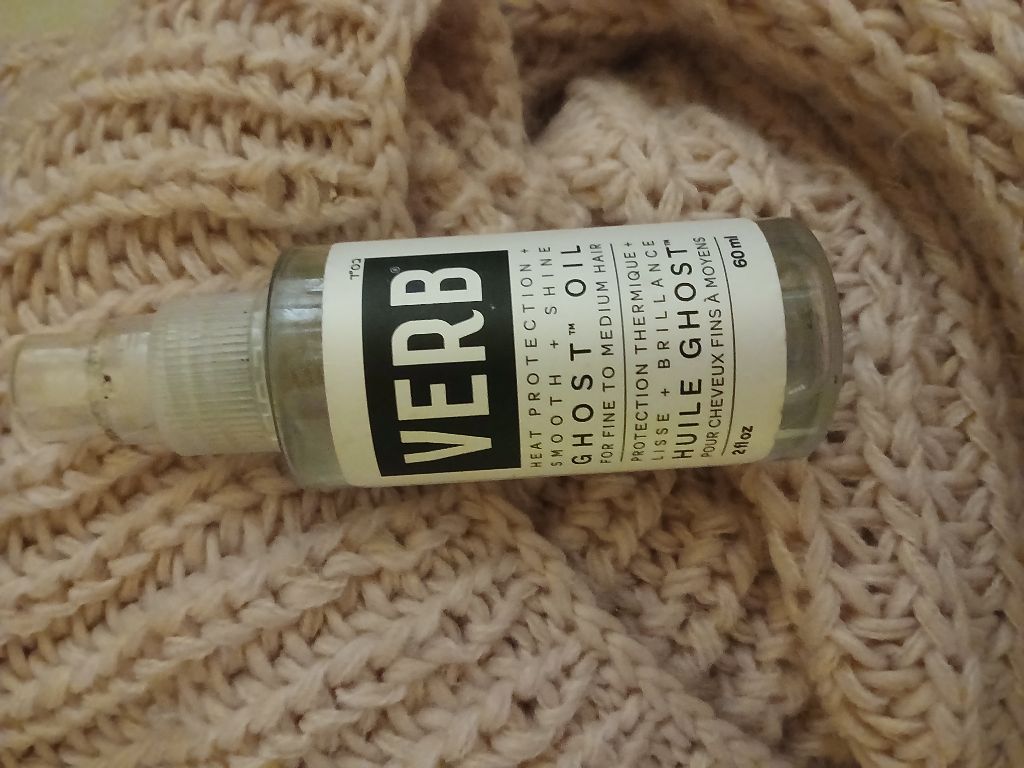 VERB®
HEAT PROTECTION +
SMOOTH + SHINE
GHOST™ OIL
FOR FINE TO MEDIUM HAIR
PROTECTION THERMIQUE +
LISSE + BRILLANCE
HUILE GHOST™
POUR CHEVEUX FINS À MOYENS
2 fl oz 60 ml